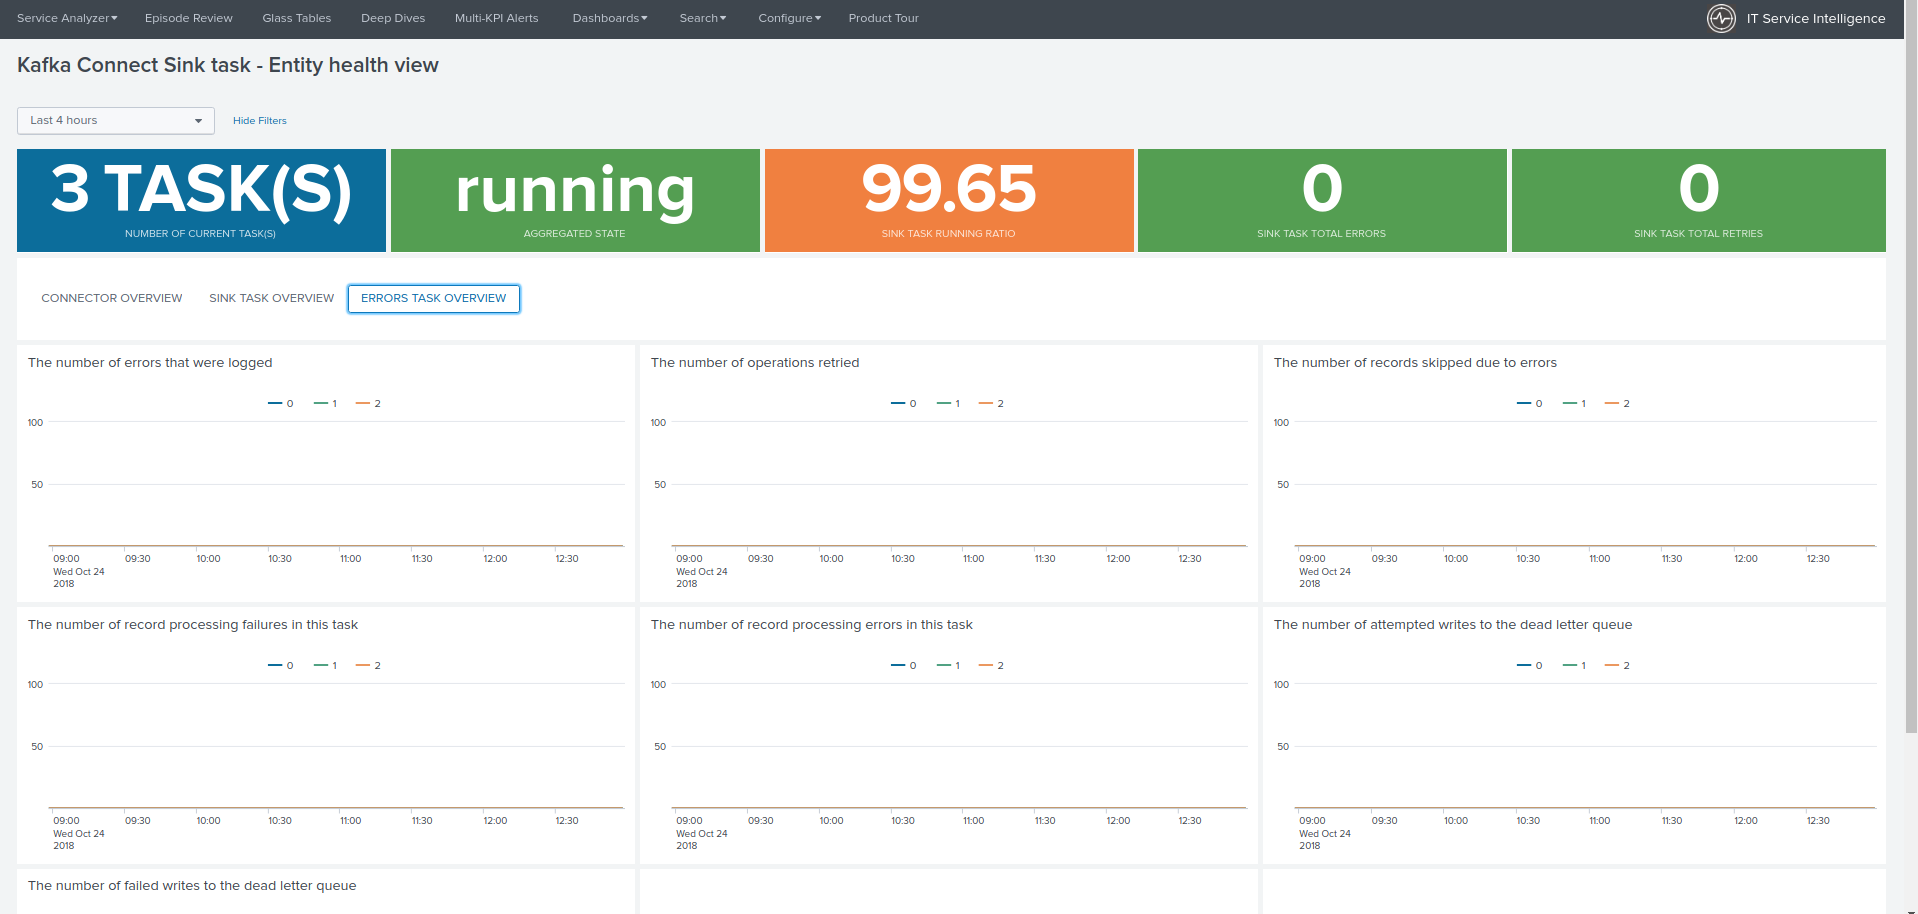 Service Analyzer Episode Review Glass Tables Deep Dives Multi-KPI Alerts Dashboards Search Configure Product Tour IT Service Intelligence
Kafka Connect Sink task - Entity health view
Last 4 hours Hide Filters
3 TASK(S) running 99.65 0 0
NUMBER OF CURRENT TASK(S) AGGREGATED STATE SINK TASK RUNNING RATIO SINK TASK TOTAL ERRORS SINK TASK TOTAL RETRIES
CONNECTOR OVERVIEW SINK TASK OVERVIEW ERRORS TASK OVERVIEW
The number of errors that were logged
0 1 2
100
50
09:00 09:30 10:00 10:30 11:00 11:30 12:00 12:30
Wed Oct 24
2018
The number of operations retried
0 1 2
100
50
09:00 09:30 10:00 10:30 11:00 11:30 12:00 12:30
Wed Oct 24
2018
The number of records skipped due to errors
0 1 2
100
50
09:00 09:30 10:00 10:30 11:00 11:30 12:00 12:30
Wed Oct 24
2018
The number of record processing failures in this task
0 1 2
100
50
09:00 09:30 10:00 10:30 11:00 11:30 12:00 12:30
Wed Oct 24
2018
The number of record processing errors in this task
0 1 2
100
50
09:00 09:30 10:00 10:30 11:00 11:30 12:00 12:30
Wed Oct 24
2018
The number of attempted writes to the dead letter queue
0 1 2
100
50
09:00 09:30 10:00 10:30 11:00 11:30 12:00 12:30
Wed Oct 24
2018
The number of failed writes to the dead letter queue